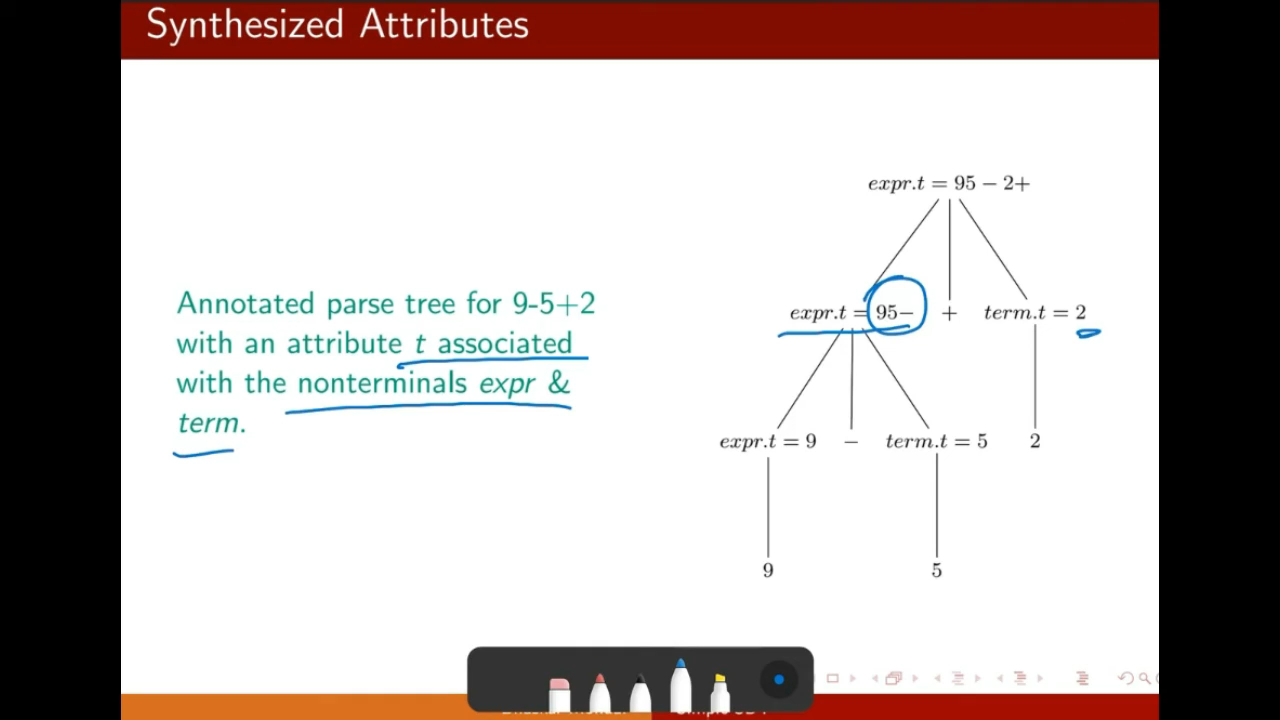 Synthesized Attributes
expr.t = 95 − 2+
Annotated parse tree for 9-5+2
with an attribute t associated
with the nonterminals expr &
term.
expr.t = 95− + term.t = 2
expr.t = 9 − term.t = 5 2
9 5